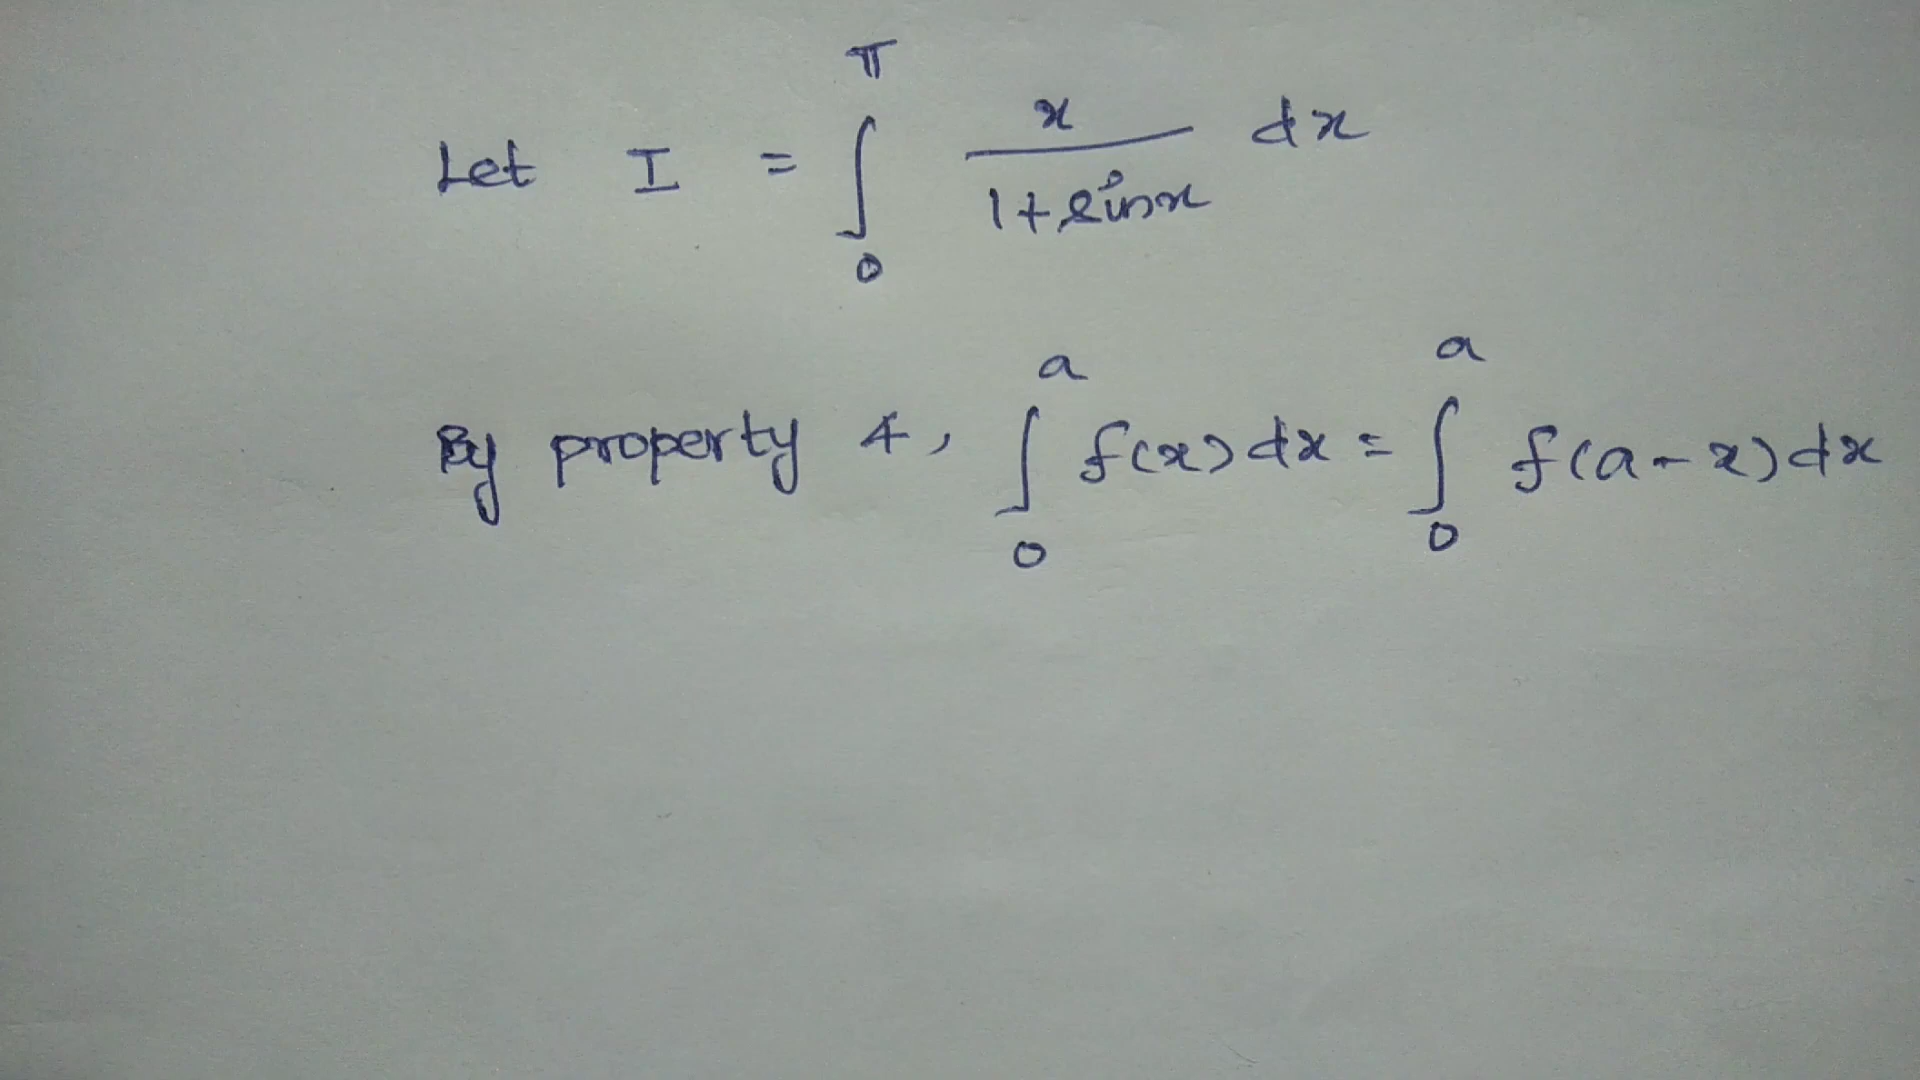 Let I = ∫₀^π x/(1+sinx) dx
By property 4, ∫₀^a f(x)dx = ∫₀^a f(a-x)dx